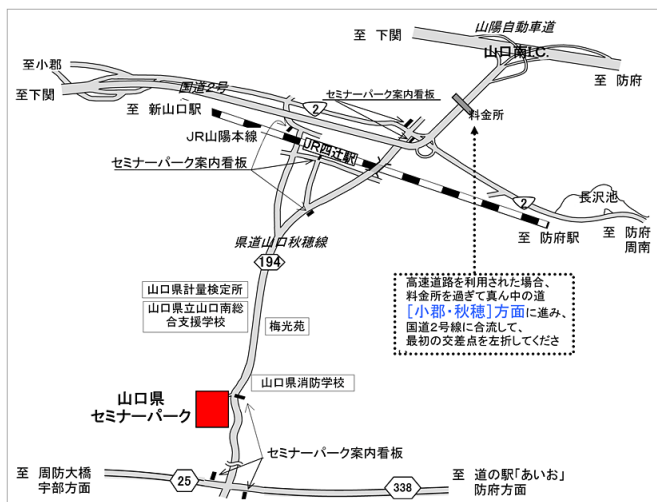 山陽自動車道
至 下関
山口南I.C.
至 防府
至小郡
至下関
国道2号
至 新山口駅
2
セミナーパーク案内看板
料金所
JR山陽本線
JR四辻駅
セミナーパーク案内看板
長沢池
2
至 防府駅
至 防府
周南
県道山口秋穂線
194
高速道路を利用された場合、
料金所を過ぎて真ん中の道
[小郡・秋穂]方面に進み、
国道2号線に合流して、
最初の交差点を左折してくださ
山口県計量検定所
山口県立山口南総
合支援学校
梅光苑
山口県消防学校
山口県
セミナーパーク
セミナーパーク案内看板
至 周防大橋
宇部方面
25
338
至 道の駅「あいお」
防府方面